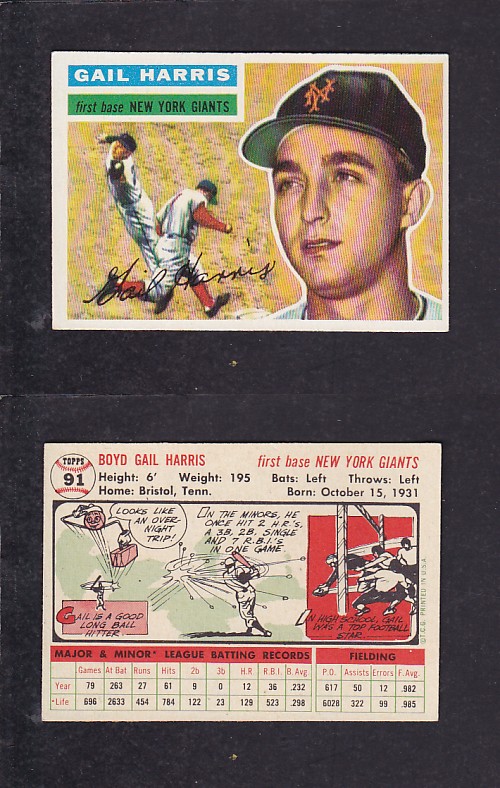 GAIL HARRIS
first base NEW YORK GIANTS
NY
Gail Harris
TOPPS
91
BOYD GAIL HARRIS first base NEW YORK GIANTS
Height: 6' Weight: 195 Bats: Left Throws: Left
Home: Bristol, Tenn. Born: October 15, 1931
LOOKS LIKE
AN OVER-
NIGHT
TRIP!
GAIL IS A GOOD
LONG BALL
HITTER.
IN THE MINORS, HE
ONCE HIT 2 H.R.'S,
A 3B, 2B, SINGLE
AND 7 R.B.I.'S
IN ONE GAME.
IN HIGH SCHOOL, GAIL
WAS A TOP FOOTBALL
STAR.
©T.C.G. PRINTED IN U.S.A.
MAJOR & MINOR* LEAGUE BATTING RECORDS FIELDING
Games At Bat Runs Hits 2b 3b H.R R.B.I. B.Avg. P.O. Assists Errors F.Avg.
Year 79 263 27 61 9 0 12 36 .232 617 50 12 .982
*Life 696 2633 454 784 122 23 129 523 .298 6028 322 99 .985